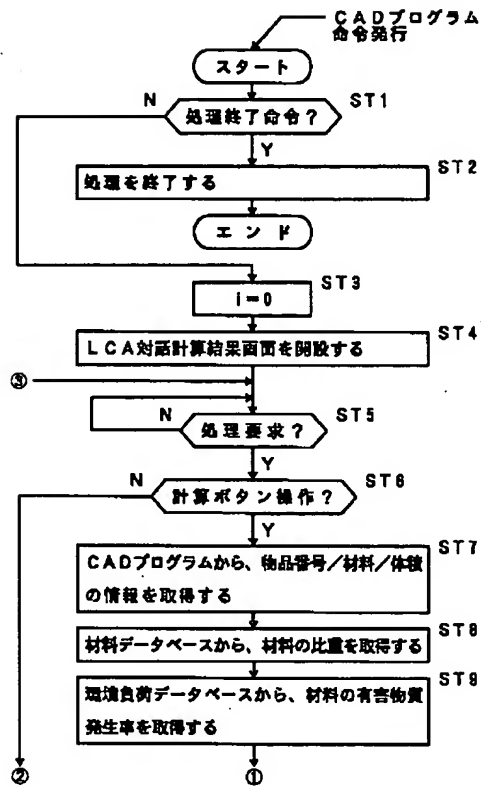 CADプログラム
命令発行
スタート
N
ST1
処理終了命令?
Y
ST2
処理を終了する
エンド
ST3
i=0
ST4
LCA対話計算結果画面を開設する
③
N
ST5
処理要求?
Y
N
ST6
計算ボタン操作?
Y
ST7
CADプログラムから、物品番号/材料/体積
の情報を取得する
ST8
材料データベースから、材料の比重を取得する
ST9
環境負荷データベースから、材料の有害物質
発生率を取得する
②
①